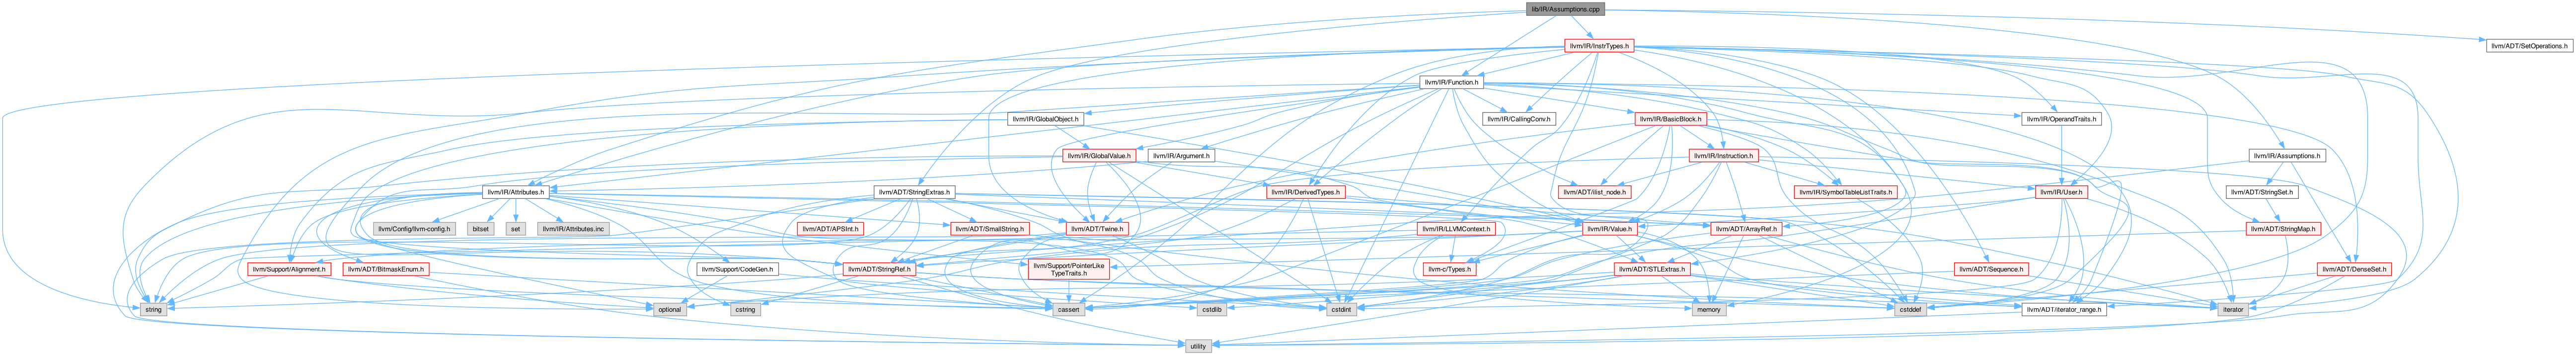 lib/IR/Assumptions.cpp
llvm/IR/InstrTypes.h
llvm/ADT/SetOperations.h
llvm/IR/Function.h
llvm/IR/GlobalObject.h
llvm/IR/CallingConv.h
llvm/IR/BasicBlock.h
llvm/IR/OperandTraits.h
llvm/IR/GlobalValue.h
llvm/IR/Argument.h
llvm/IR/Instruction.h
llvm/IR/Assumptions.h
llvm/IR/Attributes.h
llvm/ADT/StringExtras.h
llvm/IR/DerivedTypes.h
llvm/ADT/ilist_node.h
llvm/IR/SymbolTableListTraits.h
llvm/IR/User.h
llvm/ADT/StringSet.h
llvm/Config/llvm-config.h
bitset
set
llvm/IR/Attributes.inc
llvm/ADT/APSInt.h
llvm/ADT/SmallString.h
llvm/ADT/Twine.h
llvm/IR/LLVMContext.h
llvm/IR/Value.h
llvm/ADT/ArrayRef.h
llvm/ADT/StringMap.h
llvm/Support/Alignment.h
llvm/ADT/BitmaskEnum.h
llvm/Support/CodeGen.h
llvm/ADT/StringRef.h
llvm/Support/PointerLike
TypeTraits.h
llvm-c/Types.h
llvm/ADT/STLExtras.h
llvm/ADT/Sequence.h
llvm/ADT/DenseSet.h
string
optional
cstring
cassert
cstdlib
cstdint
memory
cstddef
llvm/ADT/iterator_range.h
iterator
utility